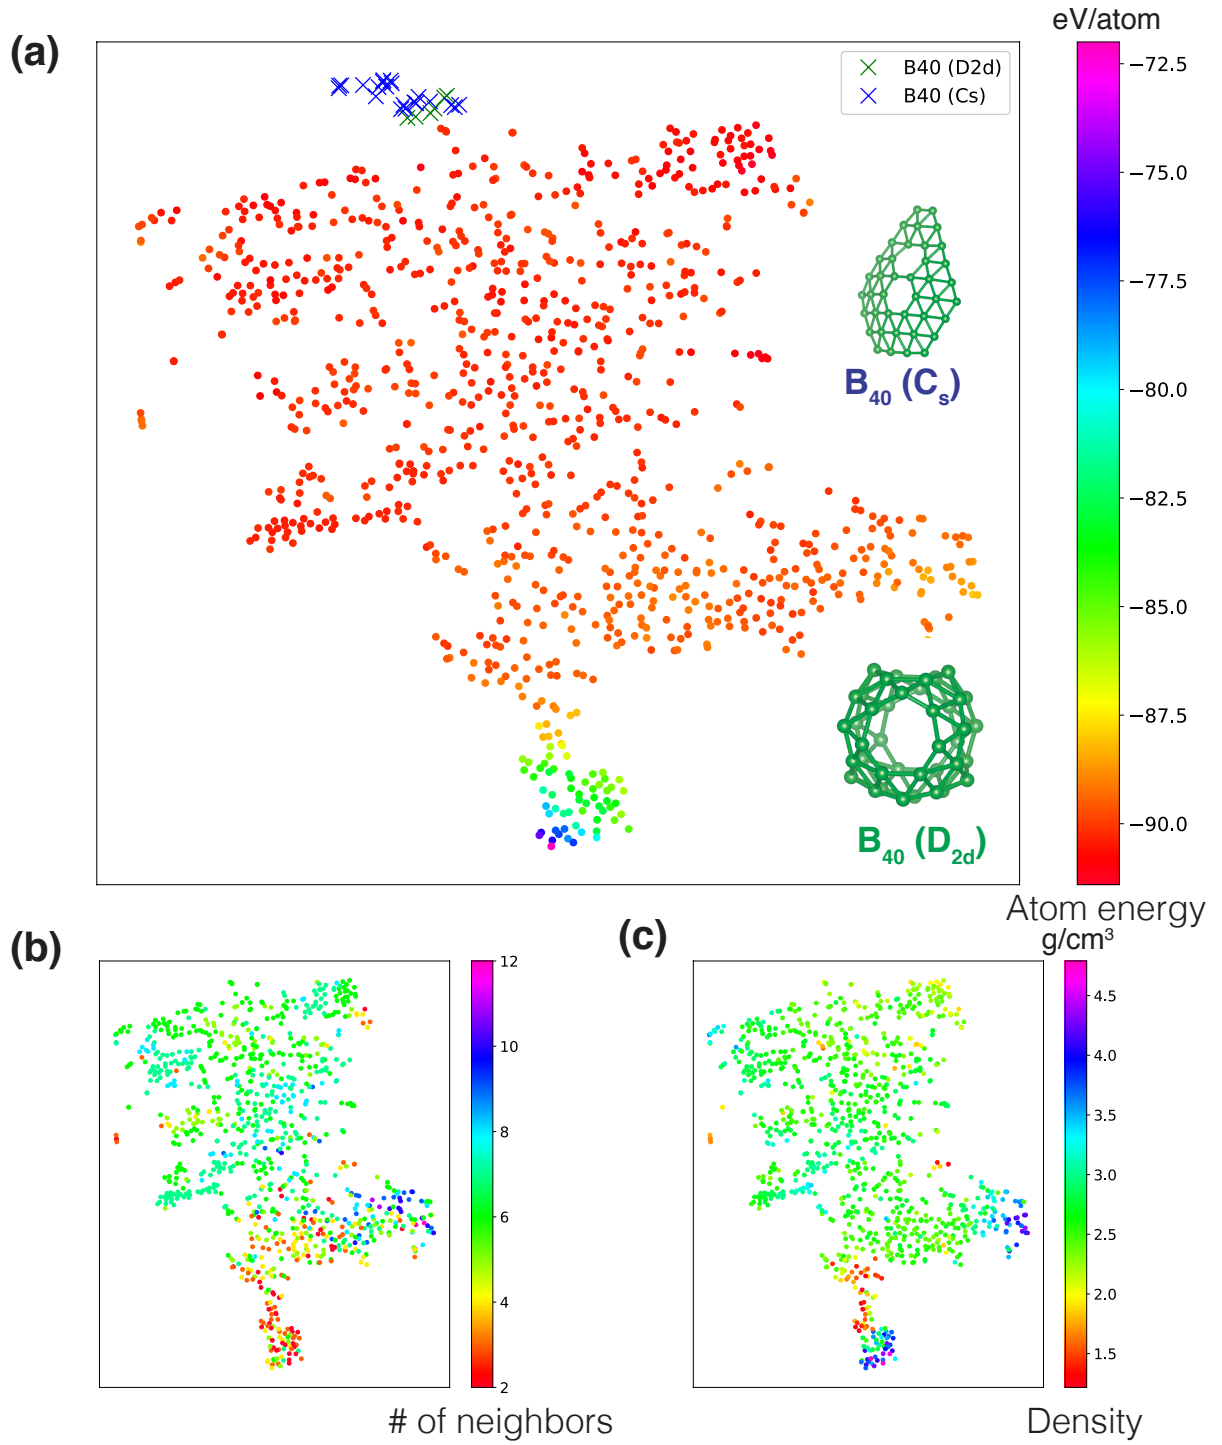 eV/atom
(a)
B40 (D2d)
B40 (Cs)
−72.5
−75.0
−77.5
−80.0
−82.5
−85.0
−87.5
−90.0
B40 (Cs)
B40 (D2d)
Atom energy
(b)
12
10
8
6
4
2
# of neighbors
(c)
g/cm³
4.5
4.0
3.5
3.0
2.5
2.0
1.5
Density